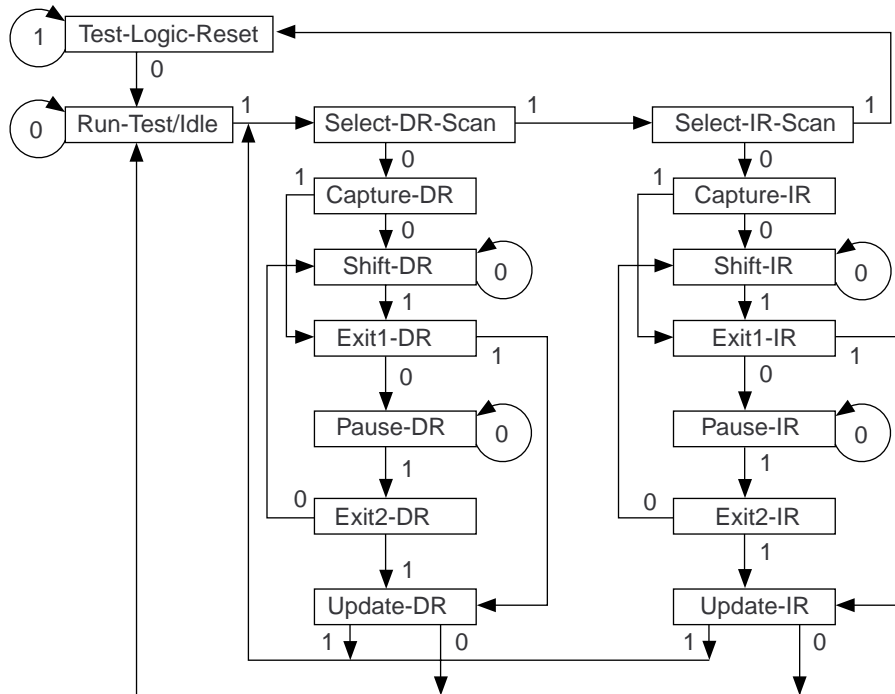 1 Test-Logic-Reset
0
0 Run-Test/Idle 1 Select-DR-Scan 1 Select-IR-Scan 1
0 0
1 Capture-DR 1 Capture-IR
0 0
Shift-DR 0 Shift-IR 0
1 1
Exit1-DR 1 Exit1-IR 1
0 0
Pause-DR 0 Pause-IR 0
1 1
0 Exit2-DR 0 Exit2-IR
1 1
Update-DR Update-IR
1 0 1 0